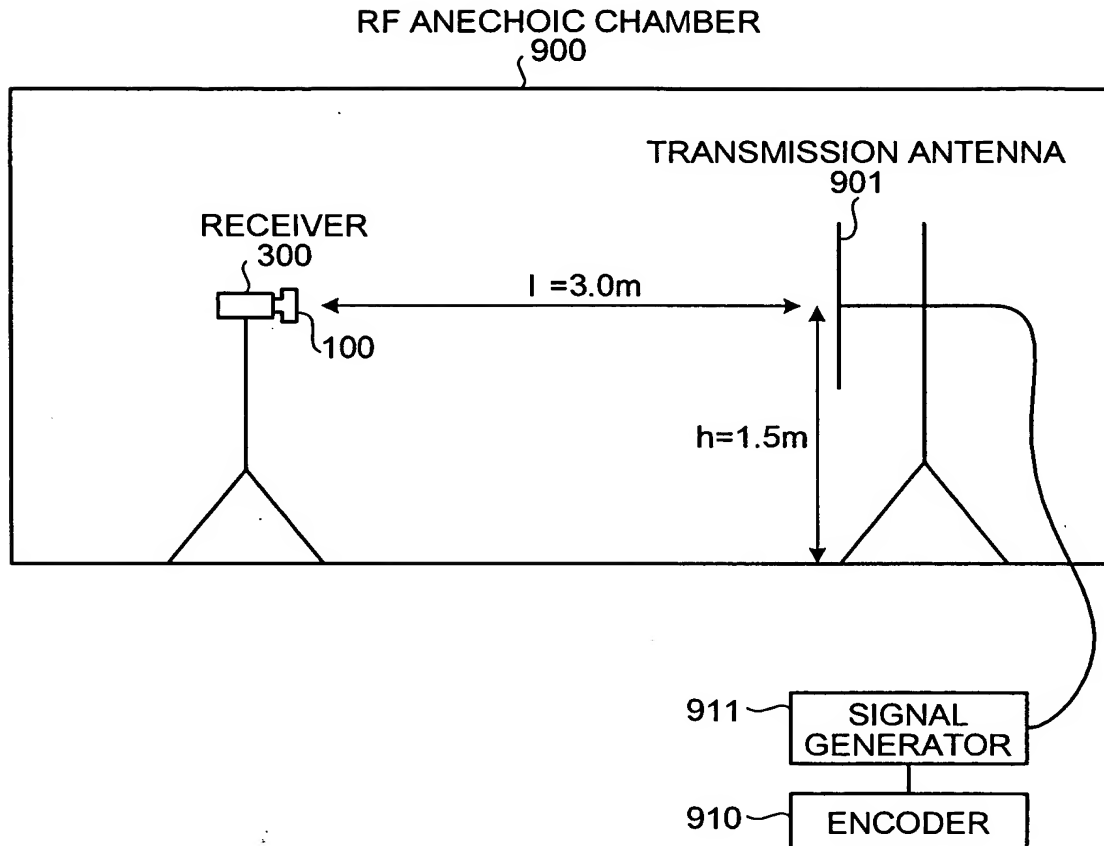 RF ANECHOIC CHAMBER
900
TRANSMISSION ANTENNA
901
RECEIVER
300
l =3.0m
100
h=1.5m
911
SIGNAL
GENERATOR
910
ENCODER